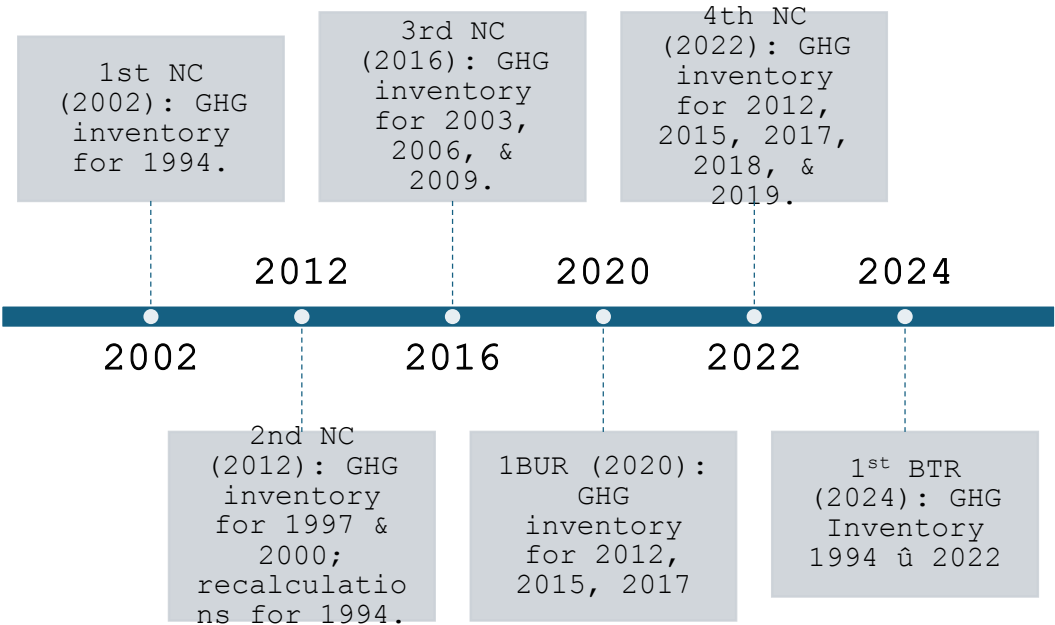 1st NC
(2002): GHG
inventory
for 1994.
3rd NC
(2016): GHG
inventory
for 2003,
2006, &
2009.
4th NC
(2022): GHG
inventory
for 2012,
2015, 2017,
2018, &
2019.
2012
2020
2024
2002
2016
2022
2nd NC
(2012): GHG
inventory
for 1997 &
2000;
recalculatio
ns for 1994.
1BUR (2020):
GHG
inventory
for 2012,
2015, 2017
1st BTR
(2024): GHG
Inventory
1994 û 2022